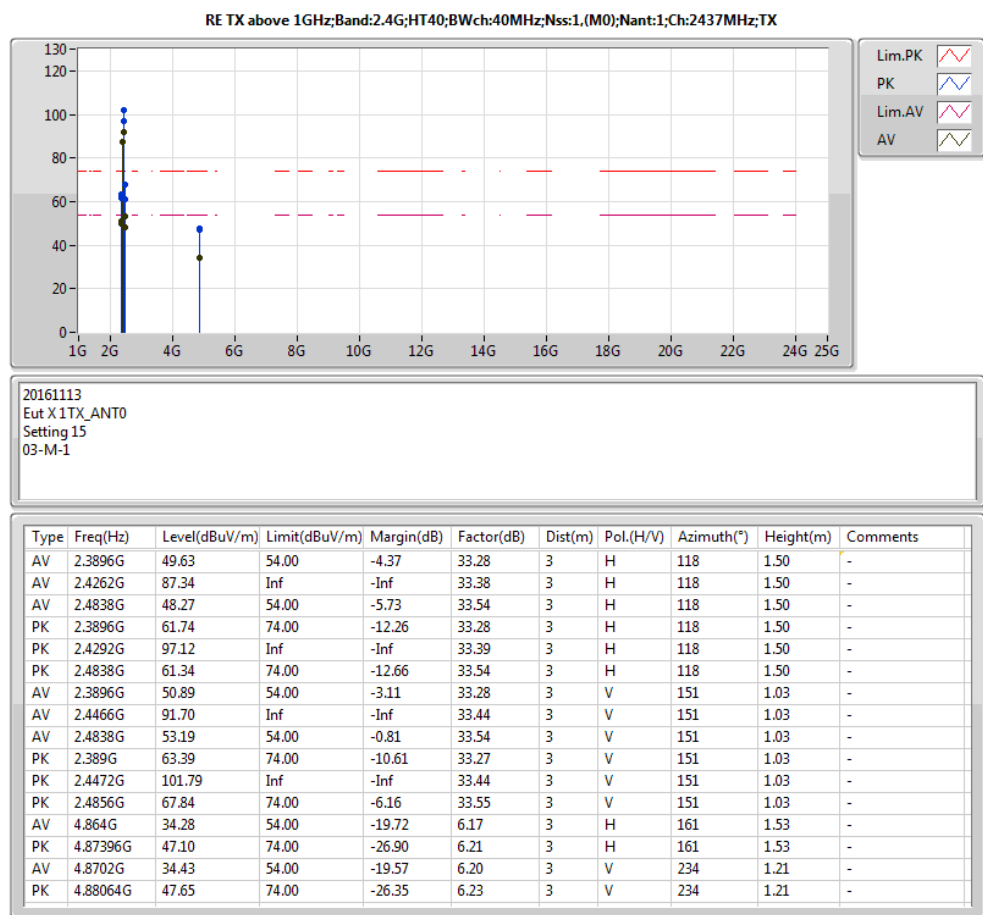 RE TX above 1GHz;Band:2.4G;HT40;BWch:40MHz;Nss:1,(M0);Nant:1;Ch:2437MHz;TX
130
120
100
80
60
40
20
0
1G 2G 4G 6G 8G 10G 12G 14G 16G 18G 20G 22G 24G 25G
Lim.PK
PK
Lim.AV
AV
20161113
Eut X 1TX_ANT0
Setting 15
03-M-1
Type Freq(Hz) Level(dBuV/m) Limit(dBuV/m) Margin(dB) Factor(dB) Dist(m) Pol.(H/V) Azimuth(°) Height(m) Comments
AV 2.3896G 49.63 54.00 -4.37 33.28 3 H 118 1.50 -
AV 2.4262G 87.34 Inf -Inf 33.38 3 H 118 1.50 -
AV 2.4838G 48.27 54.00 -5.73 33.54 3 H 118 1.50 -
PK 2.3896G 61.74 74.00 -12.26 33.28 3 H 118 1.50 -
PK 2.4292G 97.12 Inf -Inf 33.39 3 H 118 1.50 -
PK 2.4838G 61.34 74.00 -12.66 33.54 3 H 118 1.50 -
AV 2.3896G 50.89 54.00 -3.11 33.28 3 V 151 1.03 -
AV 2.4466G 91.70 Inf -Inf 33.44 3 V 151 1.03 -
AV 2.4838G 53.19 54.00 -0.81 33.54 3 V 151 1.03 -
PK 2.389G 63.39 74.00 -10.61 33.27 3 V 151 1.03 -
PK 2.4472G 101.79 Inf -Inf 33.44 3 V 151 1.03 -
PK 2.4856G 67.84 74.00 -6.16 33.55 3 V 151 1.03 -
AV 4.864G 34.28 54.00 -19.72 6.17 3 H 161 1.53 -
PK 4.87396G 47.10 74.00 -26.90 6.21 3 H 161 1.53 -
AV 4.8702G 34.43 54.00 -19.57 6.20 3 V 234 1.21 -
PK 4.88064G 47.65 74.00 -26.35 6.23 3 V 234 1.21 -